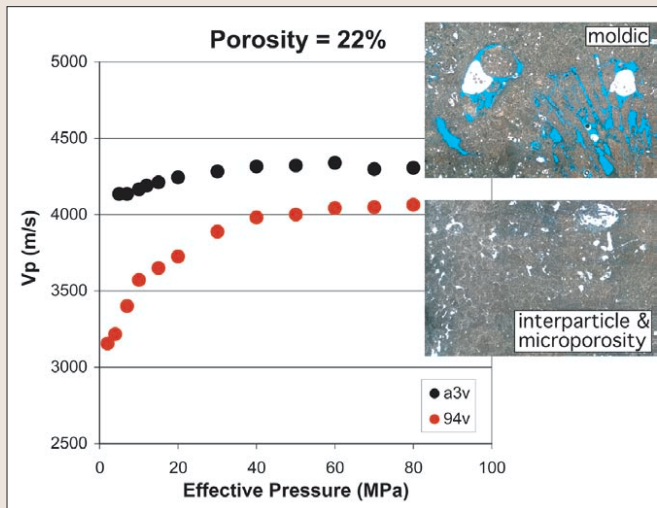 Porosity = 22%
moldic
5000
4500
4000
3500
3000
2500
Vp (m/s)
interparticle &
microporosity
a3v
94v
0
20
40
60
80
100
Effective Pressure (MPa)